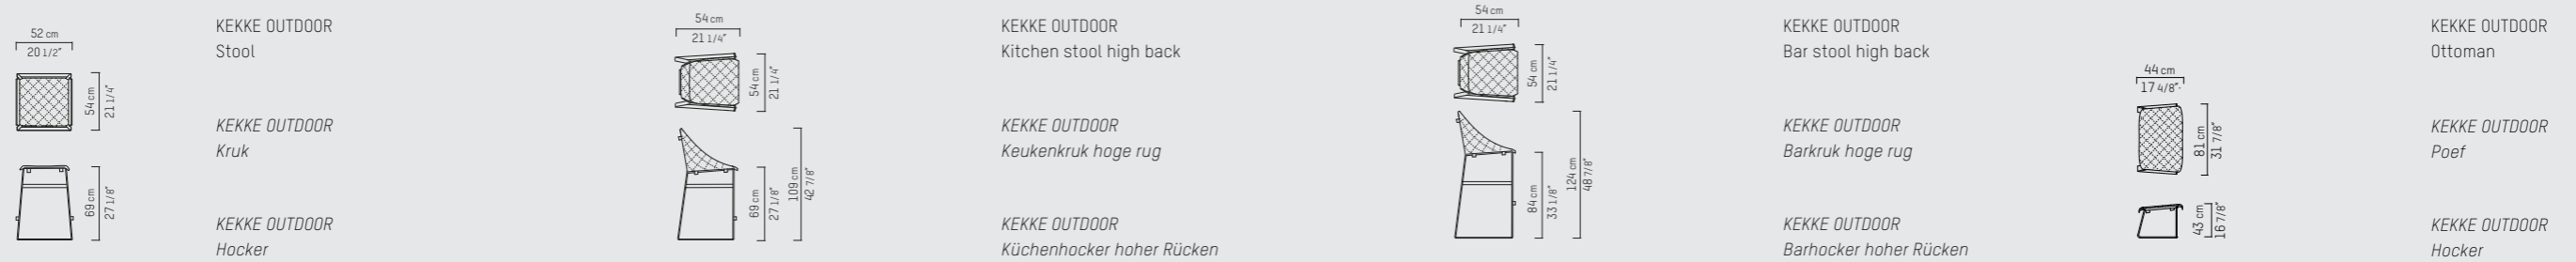 52 cm
20 1/2"
54 cm
21 1/4"
69 cm
27 1/8"
KEKKE OUTDOOR
Stool
KEKKE OUTDOOR
Kruk
KEKKE OUTDOOR
Hocker
54 cm
21 1/4"
54 cm
21 1/4"
69 cm
27 1/8"
109 cm
42 7/8"
KEKKE OUTDOOR
Kitchen stool high back
KEKKE OUTDOOR
Keukenkruk hoge rug
KEKKE OUTDOOR
Küchenhocker hoher Rücken
54 cm
21 1/4"
54 cm
21 1/4"
84 cm
33 1/8"
124 cm
48 7/8"
KEKKE OUTDOOR
Bar stool high back
KEKKE OUTDOOR
Barkruk hoge rug
KEKKE OUTDOOR
Barhocker hoher Rücken
44 cm
17 4/8"
81 cm
31 7/8"
43 cm
16 7/8"
KEKKE OUTDOOR
Ottoman
KEKKE OUTDOOR
Poef
KEKKE OUTDOOR
Hocker